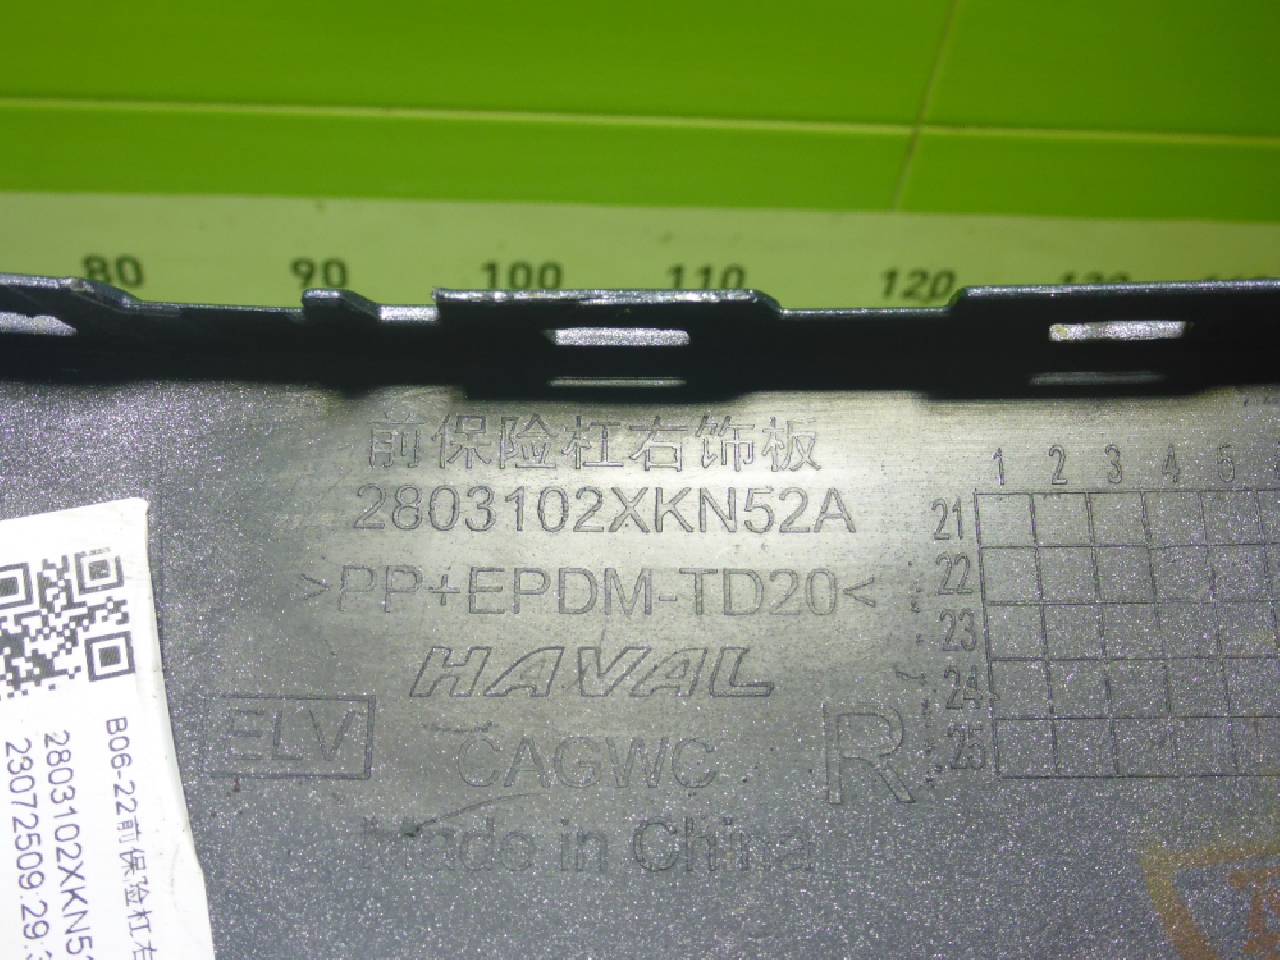 80 90 100 110 120 130
前保险杠右饰板
2803102XKN52A
>PP+EPDM-TD20<
HAVAL
ELV
CAGWC
R
Made in China
1 2 3 4 5
21
22
23
24
25
B06-22前保险杠右
2803102XKN5
23072509:29:3